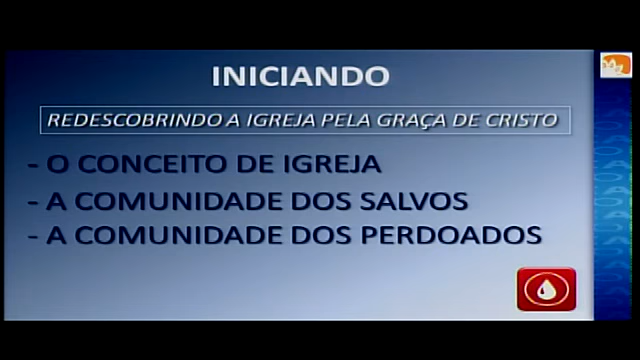 INICIANDO
REDESCOBRINDO A IGREJA PELA GRAÇA DE CRISTO
- O CONCEITO DE IGREJA
- A COMUNIDADE DOS SALVOS
- A COMUNIDADE DOS PERDOADOS